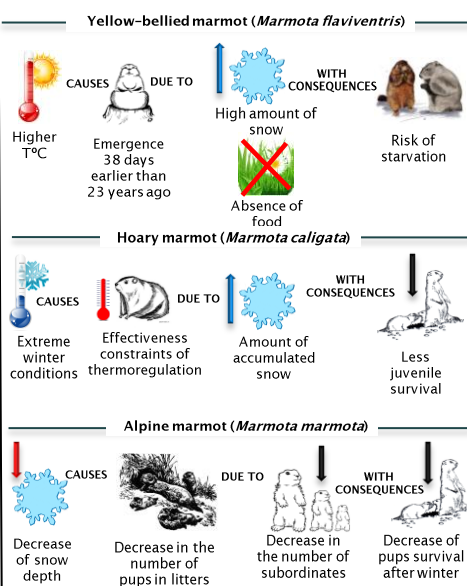 Yellow-bellied marmot (Marmota flaviventris)
CAUSES
DUE TO
WITH
CONSEQUENCES
Higher
TºC
Emergence
38 days
earlier than
23 years ago
High amount of
snow
Absence of
food
Risk of
starvation
Hoary marmot (Marmota caligata)
CAUSES
DUE TO
WITH
CONSEQUENCES
Extreme
winter
conditions
Effectiveness
constraints of
thermoregulation
Amount of
accumulated
snow
Less
juvenile
survival
Alpine marmot (Marmota marmota)
CAUSES
DUE TO
WITH
CONSEQUENCES
Decrease
of snow
depth
Decrease in the
number of
pups in litters
Decrease in
the number of
subordinates
Decrease of
pups survival
after winter